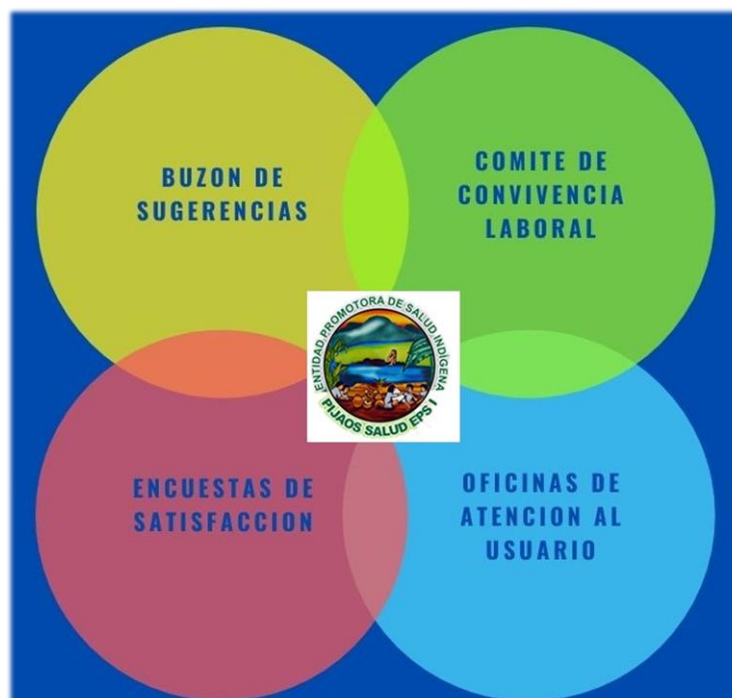 BUZON DE
SUGERENCIAS
COMITE DE
CONVIVENCIA
LABORAL
ENTIDAD PROMOTORA DE SALUD INDÍGENA
PIJAOS SALUD EPS I
ENCUESTAS DE
SATISFACCION
OFICINAS DE
ATENCION AL
USUARIO